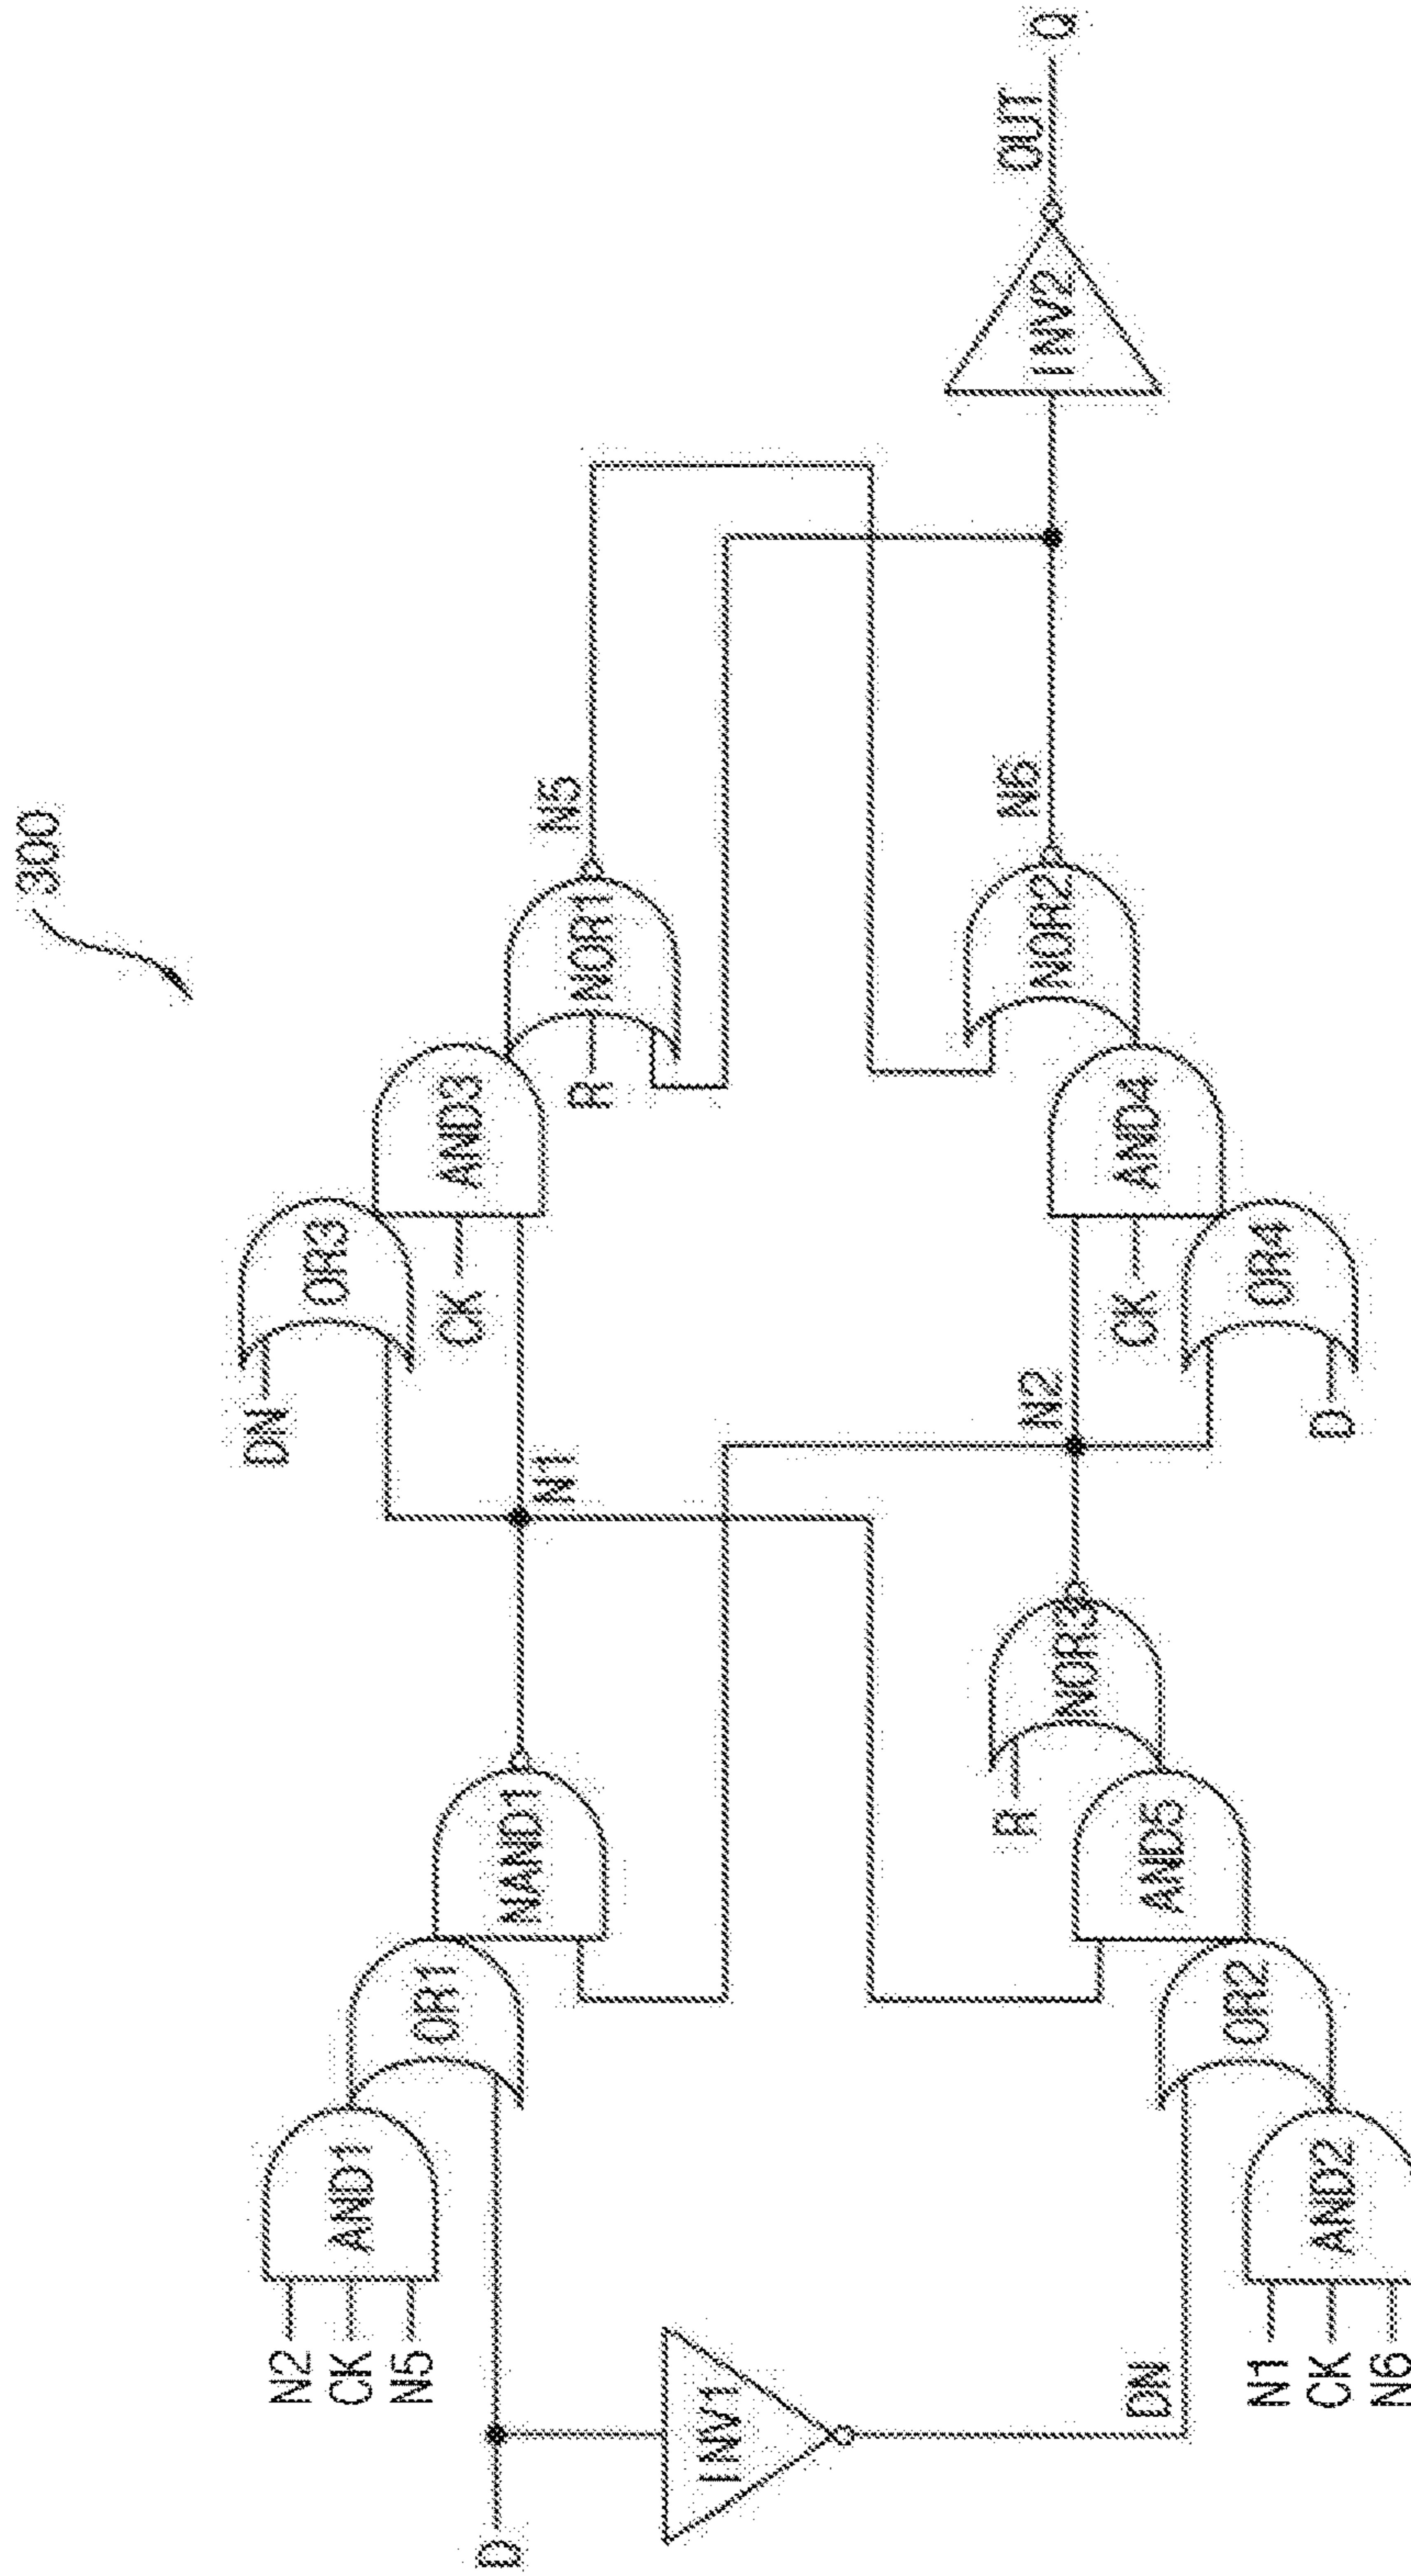 300
N2
CK
N5
AND1
OR1
NAND1
N1
DN
OR3
CK
AND3
R
NOR1
N5
D
INV1
DN
N1
CK
N6
AND2
OR2
AND5
R
NOR3
N2
CK
D
OR4
AND4
NOR2
N6
INV2
OUT
Q